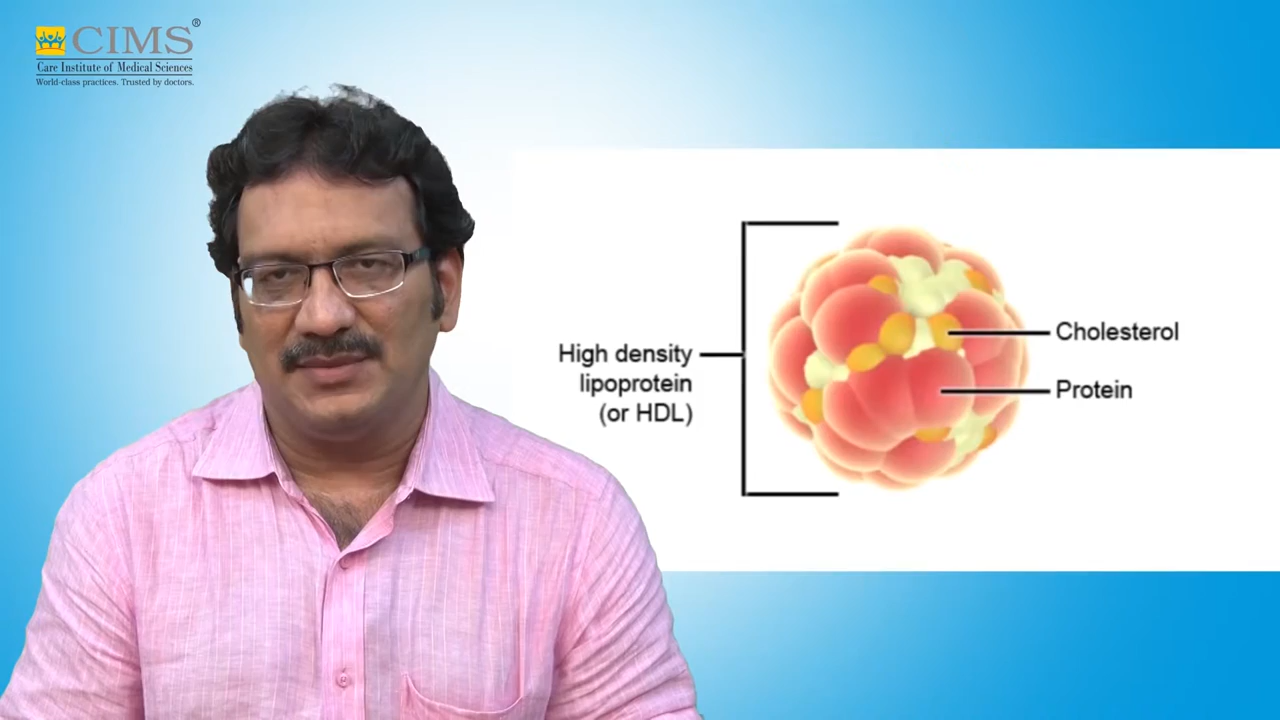 CIMS®
Care Institute of Medical Sciences
World-class practices. Trusted by doctors.
High density
lipoprotein
(or HDL)
Cholesterol
Protein